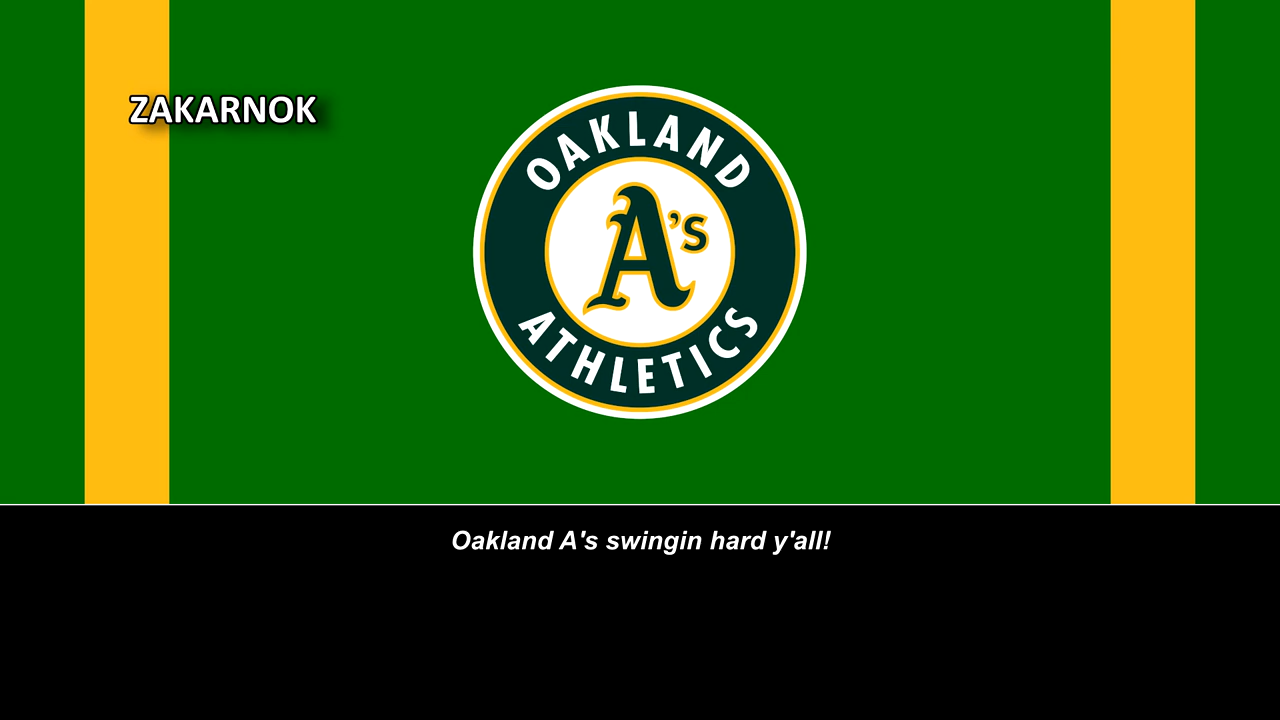 ZAKARNOK
OAKLAND
A's
ATHLETICS
Oakland A's swingin hard y'all!